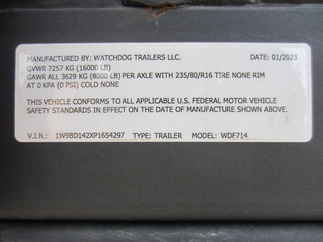 MANUFACTURED BY: WATCHDOG TRAILERS LLC. DATE: 01/2023
GVWR 7257 KG (16000 LB)
GAWR ALL 3629 KG (8000 LB) PER AXLE WITH 235/80/R16 TIRE NONE RIM
AT 0 KPA (0 PSI) COLD NONE
THIS VEHICLE CONFORMS TO ALL APPLICABLE U.S. FEDERAL MOTOR VEHICLE
SAFETY STANDARDS IN EFFECT ON THE DATE OF MANUFACTURE SHOWN ABOVE.
V.I.N.: 1W9BD142XP1654297 TYPE: TRAILER MODEL: WDF714